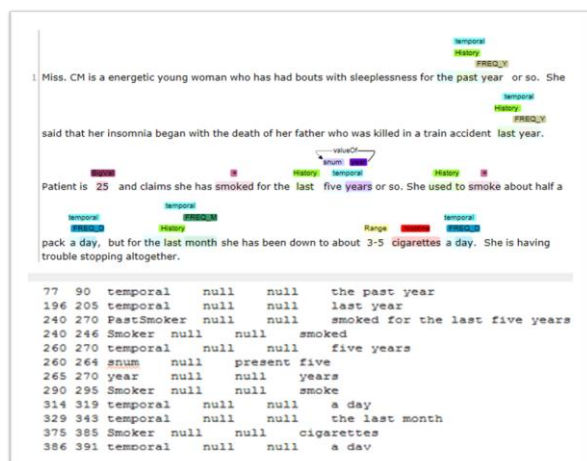 temporal
History
FREQ_Y
1 Miss. CM is a energetic young woman who has had bouts with sleeplessness for the past year or so. She
temporal
History
FREQ_Y
said that her insomnia began with the death of her father who was killed in a train accident last year.
valueOf
snum year
BigVal History temporal History
Patient is 25 and claims she has smoked for the last five years or so. She used to smoke about half a
temporal
temporal FREQ_M temporal
FREQ_D History Range FREQ_D
pack a day, but for the last month she has been down to about 3-5 cigarettes a day. She is having
trouble stopping altogether.
77 90 temporal null null the past year
196 205 temporal null null last year
240 270 PastSmoker null null smoked for the last five years
240 246 Smoker null null smoked
260 270 temporal null null five years
260 264 snum null present five
265 270 year null null years
290 295 Smoker null null smoke
314 319 temporal null null a day
329 343 temporal null null the last month
375 385 Smoker null null cigarettes
386 391 temporal null null a day